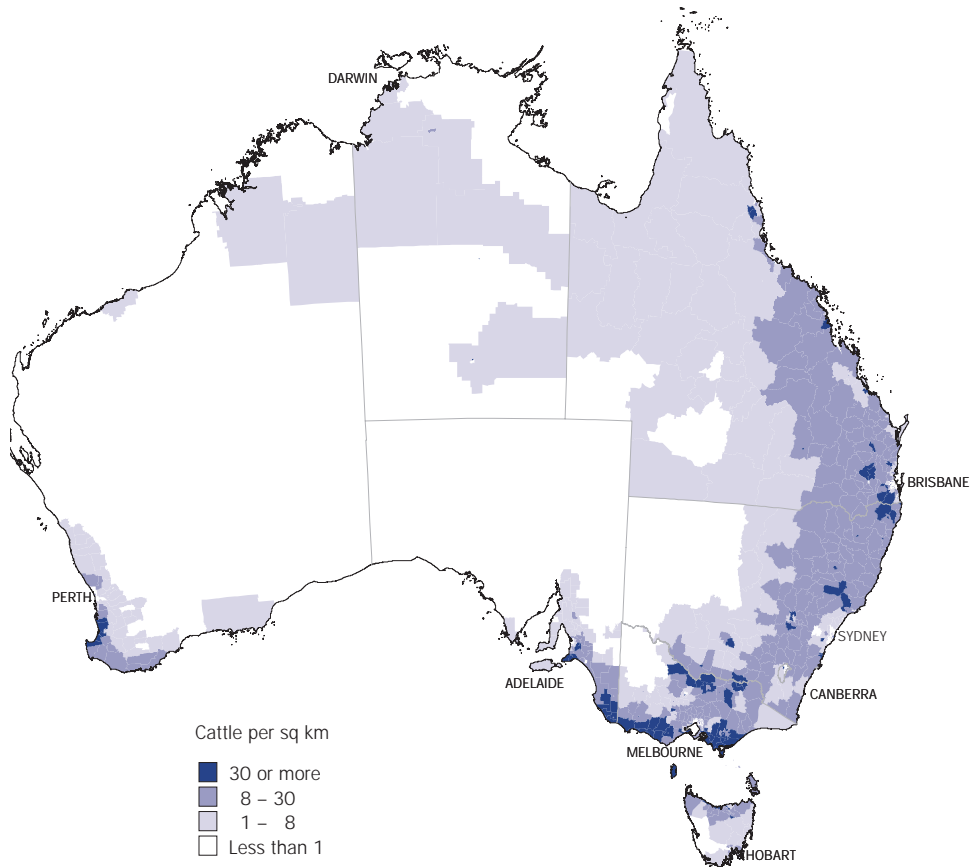 DARWIN
BRISBANE
PERTH
SYDNEY
ADELAIDE
CANBERRA
MELBOURNE
HOBART
Cattle per sq km
30 or more
8 – 30
1 – 8
Less than 1